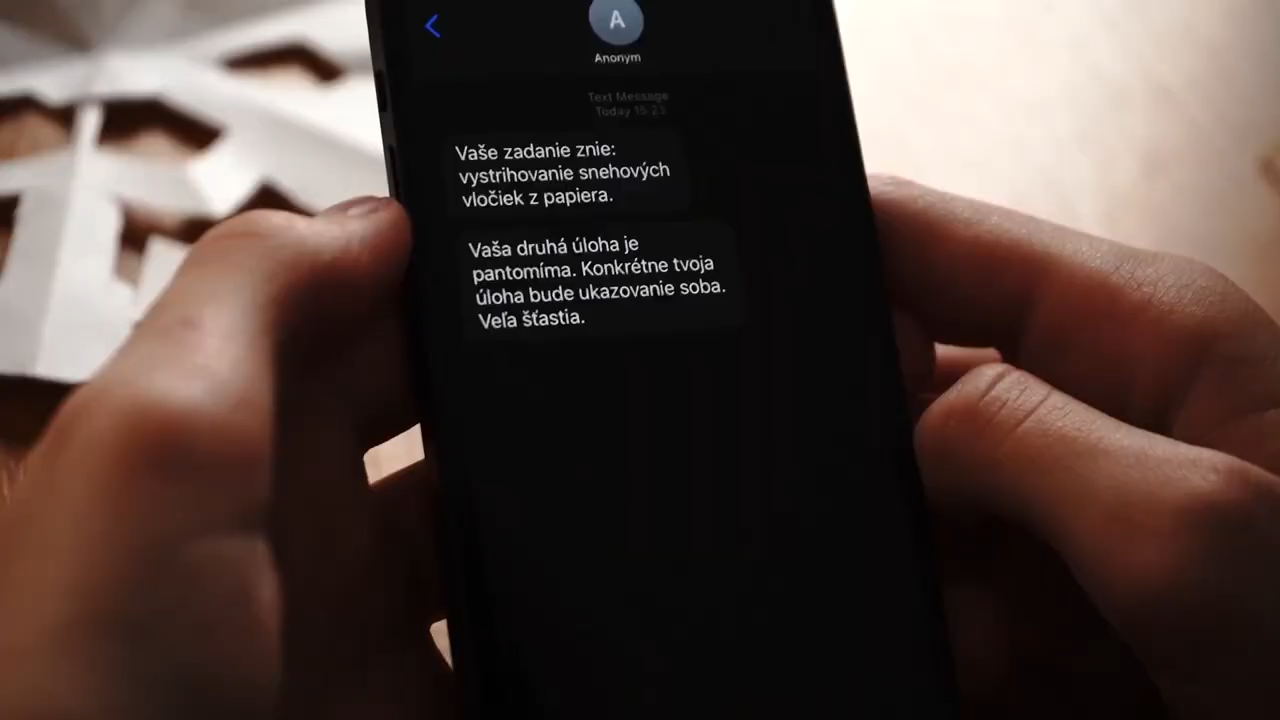 A
Anonym
Text Message
Today 15:23
Vaše zadanie znie:
vystrihovanie snehových
vločiek z papiera.
Vaša druhá úloha je
pantomíma. Konkrétne tvoja
úloha bude ukazovanie soba.
Veľa šťastia.